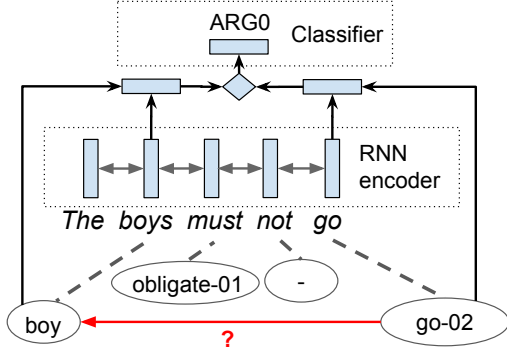 ARG0
Classifier
RNN
encoder
The boys must not go
obligate-01
-
boy
go-02
?